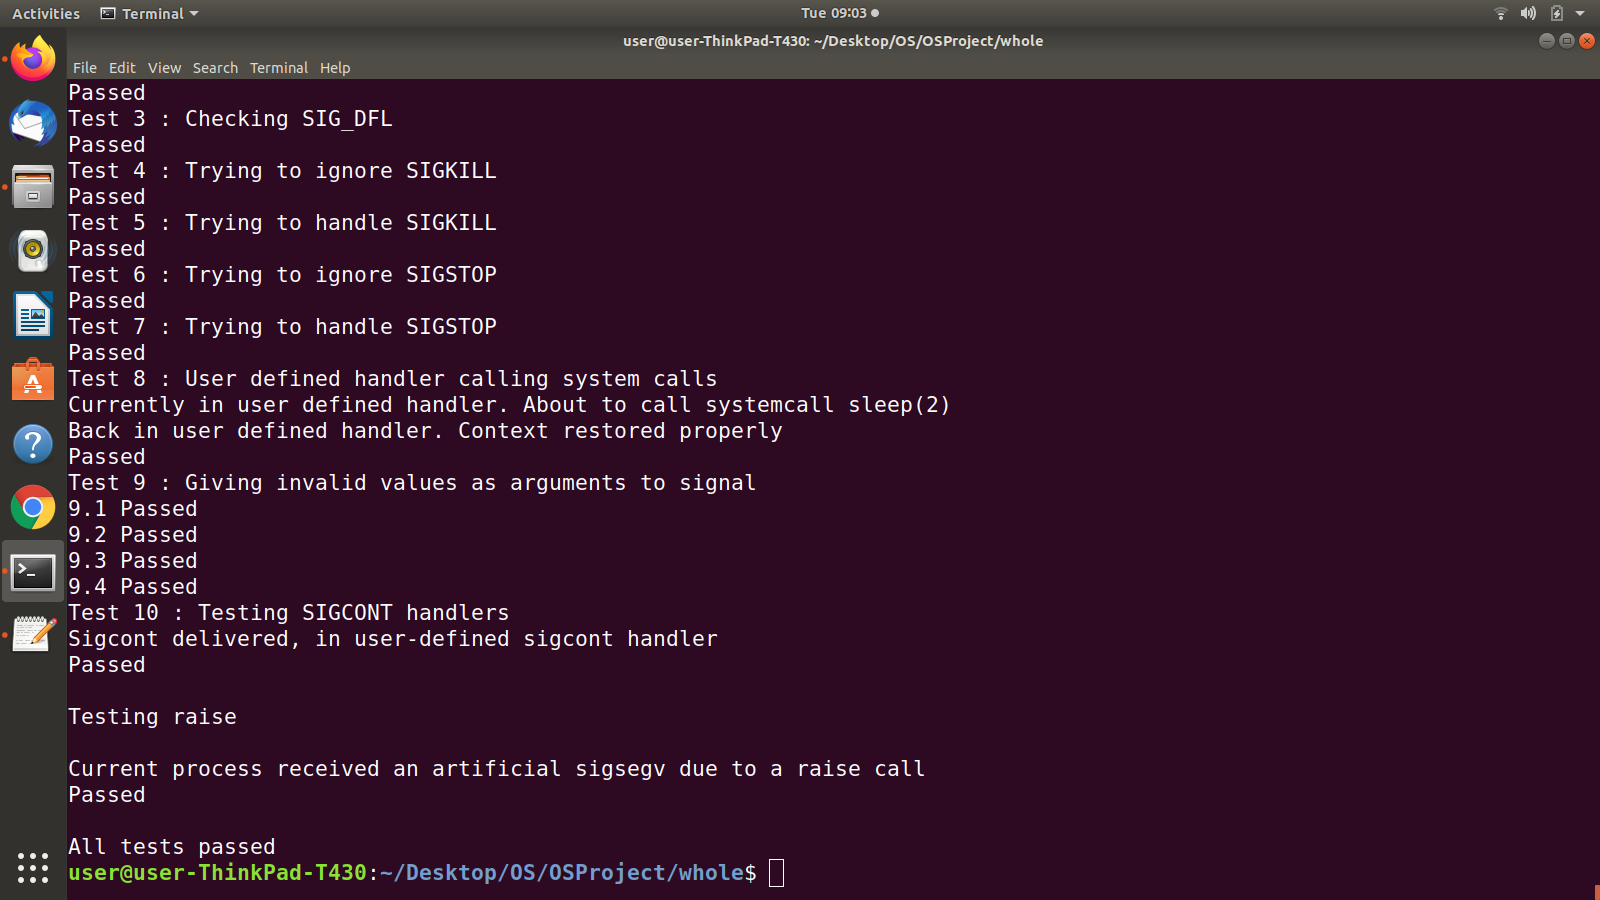 Activities Terminal Tue 09:03
user@user-ThinkPad-T430: ~/Desktop/OS/OSProject/whole
File Edit View Search Terminal Help
Passed
Test 3 : Checking SIG_DFL
Passed
Test 4 : Trying to ignore SIGKILL
Passed
Test 5 : Trying to handle SIGKILL
Passed
Test 6 : Trying to ignore SIGSTOP
Passed
Test 7 : Trying to handle SIGSTOP
Passed
Test 8 : User defined handler calling system calls
Currently in user defined handler. About to call systemcall sleep(2)
Back in user defined handler. Context restored properly
Passed
Test 9 : Giving invalid values as arguments to signal
9.1 Passed
9.2 Passed
9.3 Passed
9.4 Passed
Test 10 : Testing SIGCONT handlers
Sigcont delivered, in user-defined sigcont handler
Passed
Testing raise
Current process received an artificial sigsegv due to a raise call
Passed
All tests passed
user@user-ThinkPad-T430:~/Desktop/OS/OSProject/whole$